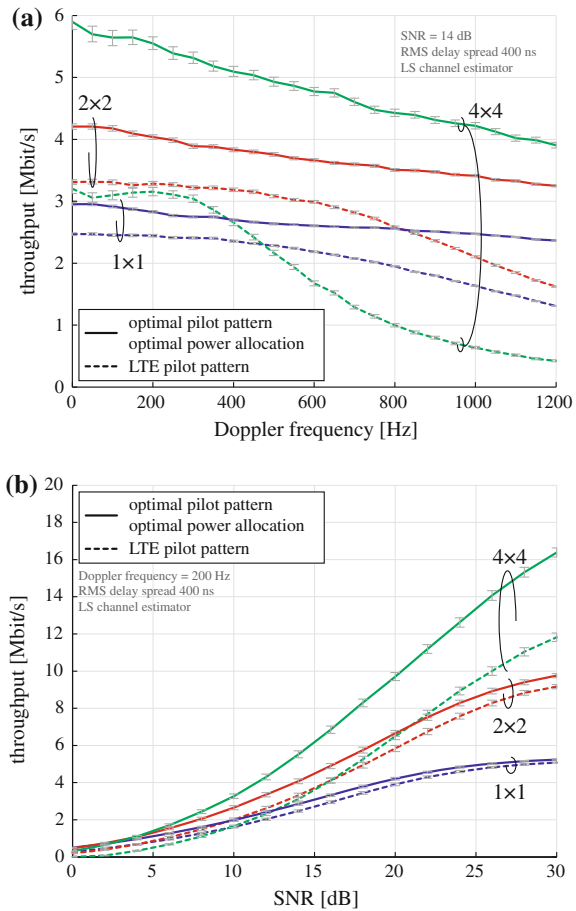 (a)
6
5
4
3
2
1
0
throughput [Mbit/s]
SNR = 14 dB
RMS delay spread 400 ns
LS channel estimator
2×2
4×4
1×1
optimal pilot pattern
optimal power allocation
LTE pilot pattern
0 200 400 600 800 1000 1200
Doppler frequency [Hz]
(b)
20
18
16
14
12
10
8
6
4
2
0
throughput [Mbit/s]
optimal pilot pattern
optimal power allocation
LTE pilot pattern
Doppler frequency = 200 Hz
RMS delay spread 400 ns
LS channel estimator
4×4
2×2
1×1
0 5 10 15 20 25 30
SNR [dB]